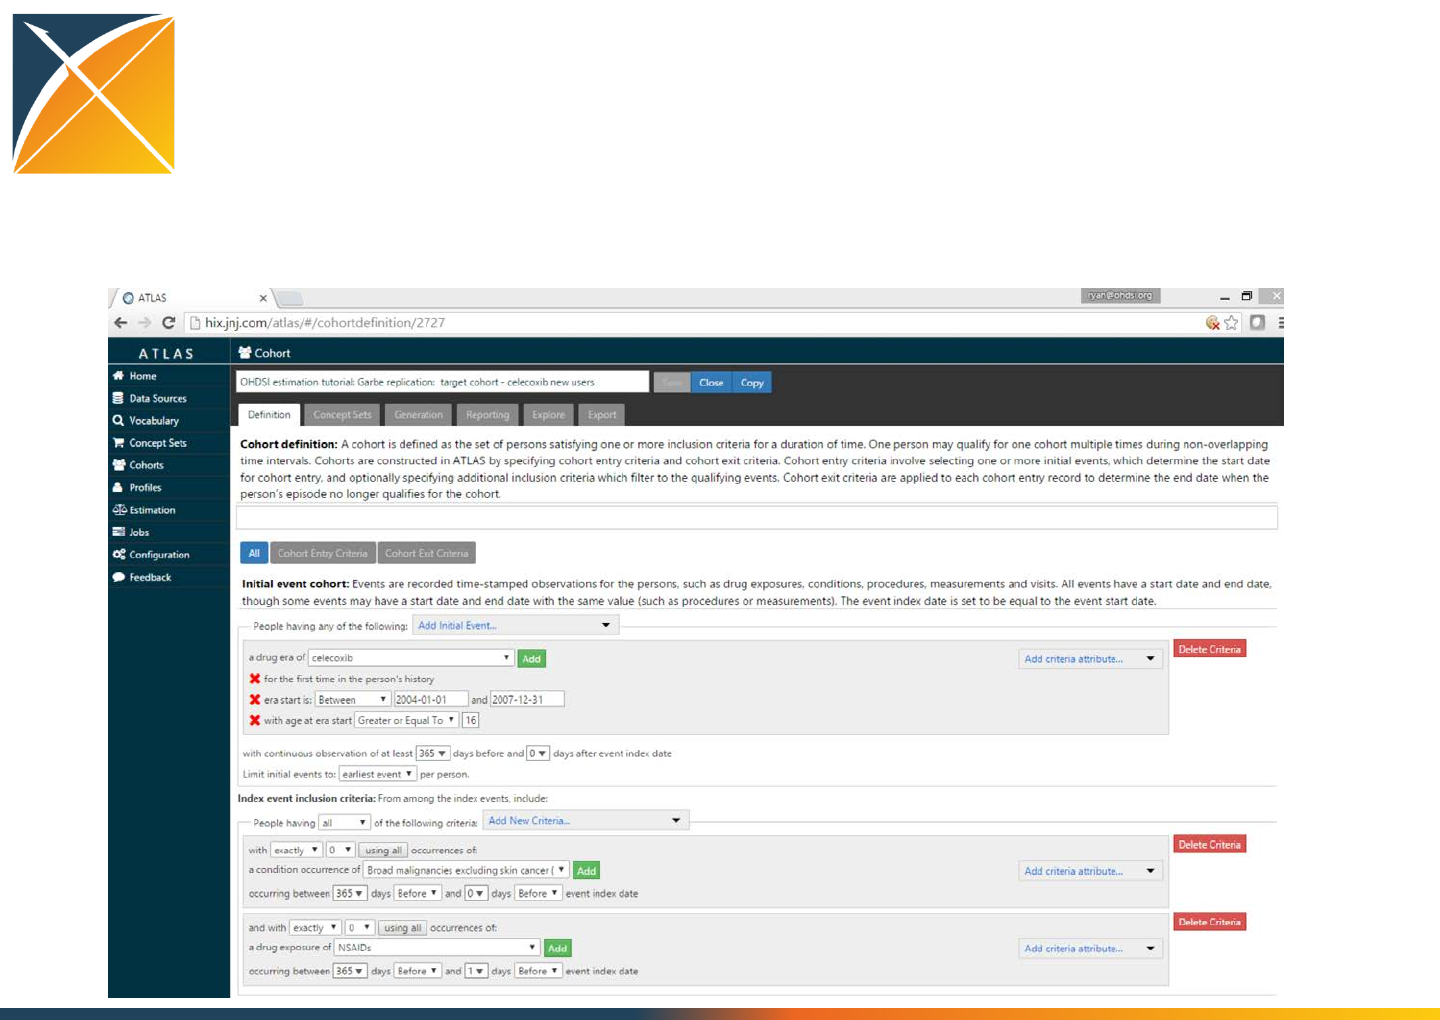 ATLAS
ryan@ohdsi.org
hix.jnj.com/atlas/#/cohortdefinition/2727
ATLAS
Cohort
Home
Data Sources
Vocabulary
Concept Sets
Cohorts
Profiles
Estimation
Jobs
Configuration
Feedback
OHDSI estimation tutorial: Garbe replication: target cohort - celecoxib new users
Save Close Copy
Definition Concept Sets Generation Reporting Explore Export
Cohort definition: A cohort is defined as the set of persons satisfying one or more inclusion criteria for a duration of time. One person may qualify for one cohort multiple times during non-overlapping
time intervals. Cohorts are constructed in ATLAS by specifying cohort entry criteria and cohort exit criteria. Cohort entry criteria involve selecting one or more initial events, which determine the start date
for cohort entry, and optionally specifying additional inclusion criteria which filter to the qualifying events. Cohort exit criteria are applied to each cohort entry record to determine the end date when the
person's episode no longer qualifies for the cohort.
All Cohort Entry Criteria Cohort Exit Criteria
Initial event cohort: Events are recorded time-stamped observations for the persons, such as drug exposures, conditions, procedures, measurements and visits. All events have a start date and end date,
though some events may have a start date and end date with the same value (such as procedures or measurements). The event index date is set to be equal to the event start date.
People having any of the following: Add Initial Event...
a drug era of celecoxib Add Add criteria attribute... Delete Criteria
for the first time in the person's history
era start is: Between 2004-01-01 and 2007-12-31
with age at era start Greater or Equal To 16
with continuous observation of at least 365 days before and 0 days after event index date
Limit initial events to: earliest event per person.
Index event inclusion criteria: From among the index events, include:
People having all of the following criteria: Add New Criteria...
with exactly 0 using all occurrences of: Delete Criteria
a condition occurrence of Broad malignancies excluding skin cancer ( Add Add criteria attribute...
occurring between 365 days Before and 0 days Before event index date
and with exactly 0 using all occurrences of: Delete Criteria
a drug exposure of NSAIDs Add Add criteria attribute...
occurring between 365 days Before and 1 days Before event index date